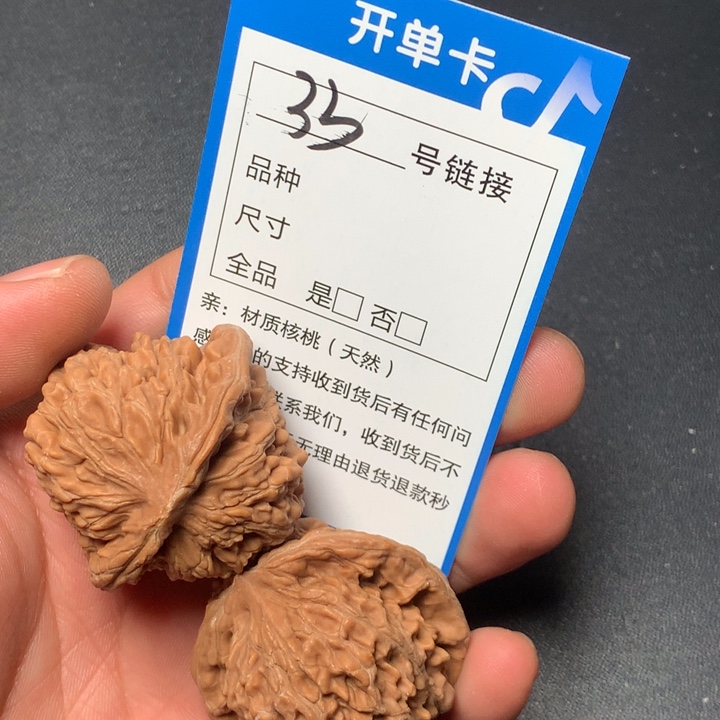 开单卡
35 号链接
品种
尺寸
全品 是□ 否□
亲：材质核桃（天然）
感 的支持收到货后有任何问
联系我们，收到货后不
无理由退货退款秒